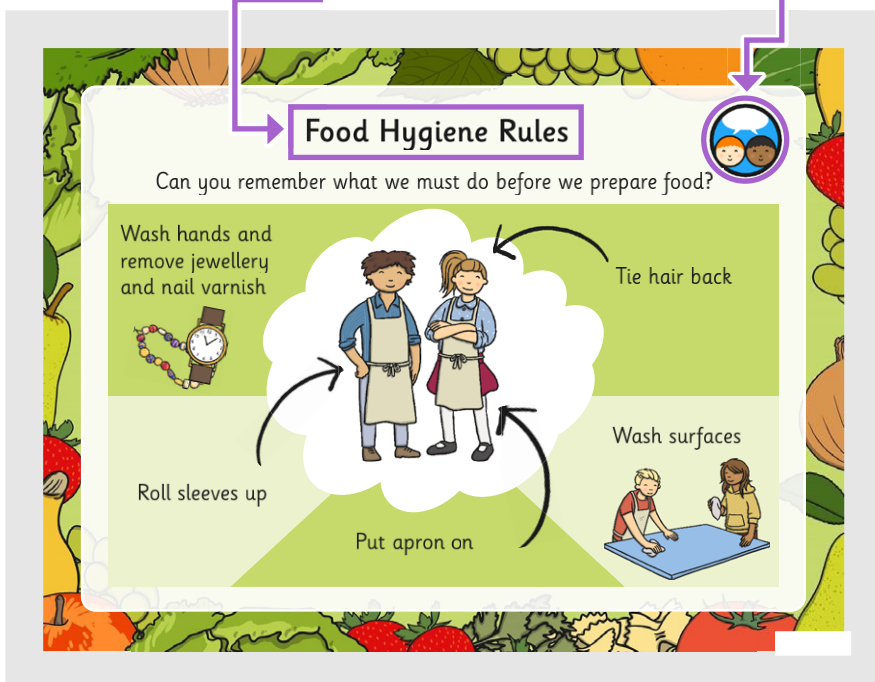 Food Hygiene Rules
Can you remember what we must do before we prepare food?
Wash hands and
remove jewellery
and nail varnish
Tie hair back
Roll sleeves up
Put apron on
Wash surfaces